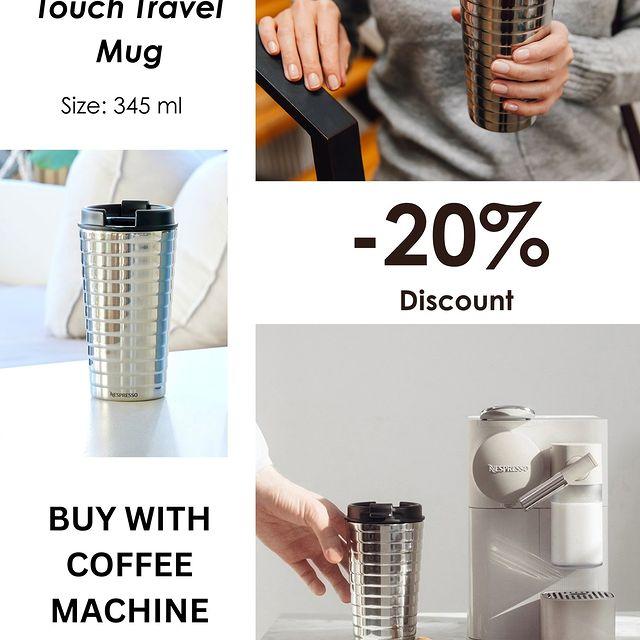 Touch Travel
Mug
Size: 345 ml
NESPRESSO
-20%
Discount
NESPRESSO
BUY WITH
COFFEE
MACHINE